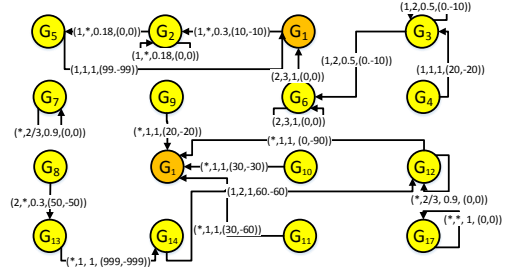 (1,2,0.5,(0.-10))
G5
(1,*,0.18,(0,0))
G2
(1,*,0.3,(10,-10))
G1
G3
(1,*,0.18,(0,0))
(1,2,0.5,(0.-10))
(1,1,1,(99.-99))
(2,3,1,(0,0))
(1,1,1,(20,-20))
G7
G9
G6
G4
(2,3,1,(0,0))
(*,2/3,0.9,(0,0))
(*,1,1,(20,-20))
(*,1,1, (0,-90))
G8
G1
(*,1,1,(30,-30))
G10
G12
(2,*,0.3,(50,-50))
(1,2,1,60.-60)
(*,2/3, 0.9, (0,0))
(*,*, 1, (0,0))
G13
G14
(*,1,1,(30,-60))
G11
G17
(*,1, 1, (999,-999))